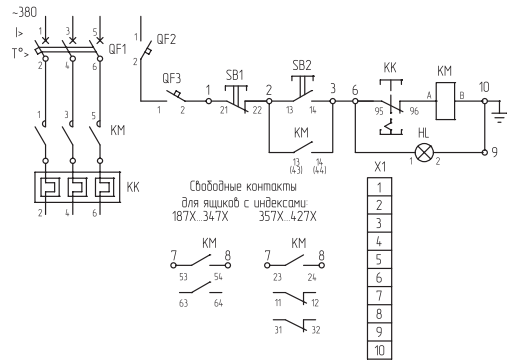 ~380
I>
T°>
1 3 5
QF1
2 4 6
1 3 5
KM
2 4 6
KK
QF2
1 2
QF3
1 2
1
SB1
21 22
2
SB2
13 14
3
KM
13 14
(43) (44)
6
KK
95 96
KM
A B
10
HL
1 2
9
Свободные контакты
для ящиков с индексами:
187X...347X 357X...427X
7 KM 8
53 54
63 64
7 KM 8
23 24
11 12
31 32
X1
1
2
3
4
5
6
7
8
9
10